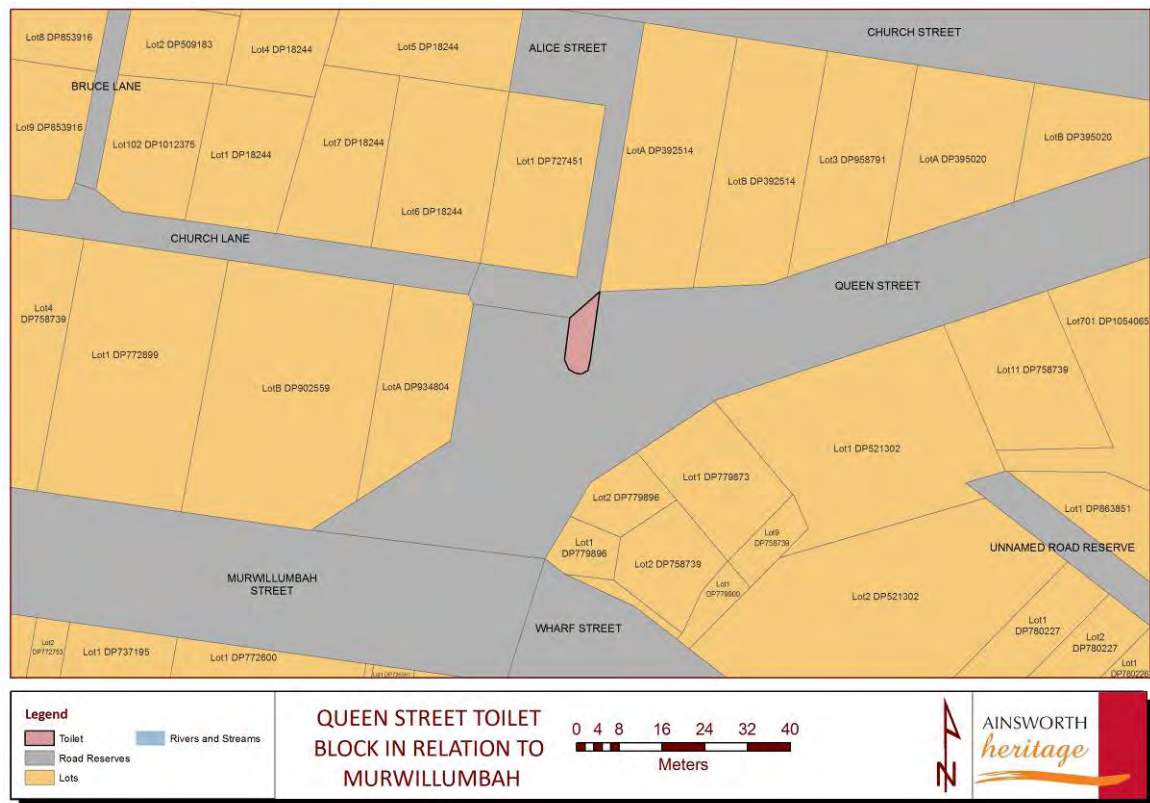 CHURCH STREET
ALICE STREET
Lot8 DP853916
Lot2 DP509183
Lot4 DP18244
Lot5 DP18244
BRUCE LANE
Lot9 DP853916
Lot102 DP1012375
Lot1 DP18244
Lot7 DP18244
Lot1 DP727451
LotA DP392514
LotB DP392514
Lot3 DP958791
LotA DP395020
LotB DP395020
Lot6 DP18244
CHURCH LANE
QUEEN STREET
Lot4
DP758739
Lot1 DP772899
LotB DP902559
LotA DP934804
Lot701 DP1054065
Lot11 DP758739
Lot1 DP521302
Lot1 DP779873
Lot2 DP779896
Lot1
DP779896
Lot9
DP758739
Lot2 DP758739
Lot1
DP779900
Lot1 DP863851
UNNAMED ROAD RESERVE
MURWILLUMBAH
STREET
WHARF STREET
Lot2 DP521302
Lot1
DP780227
Lot2
DP780227
Lot1
DP780226
Lot2
DP772753
Lot1 DP737195
Lot1 DP772600
Legend
Toilet
Rivers and Streams
Road Reserves
Lots
QUEEN STREET TOILET
BLOCK IN RELATION TO
MURWILLUMBAH
0 4 8 16 24 32 40
Meters
N
AINSWORTH
heritage